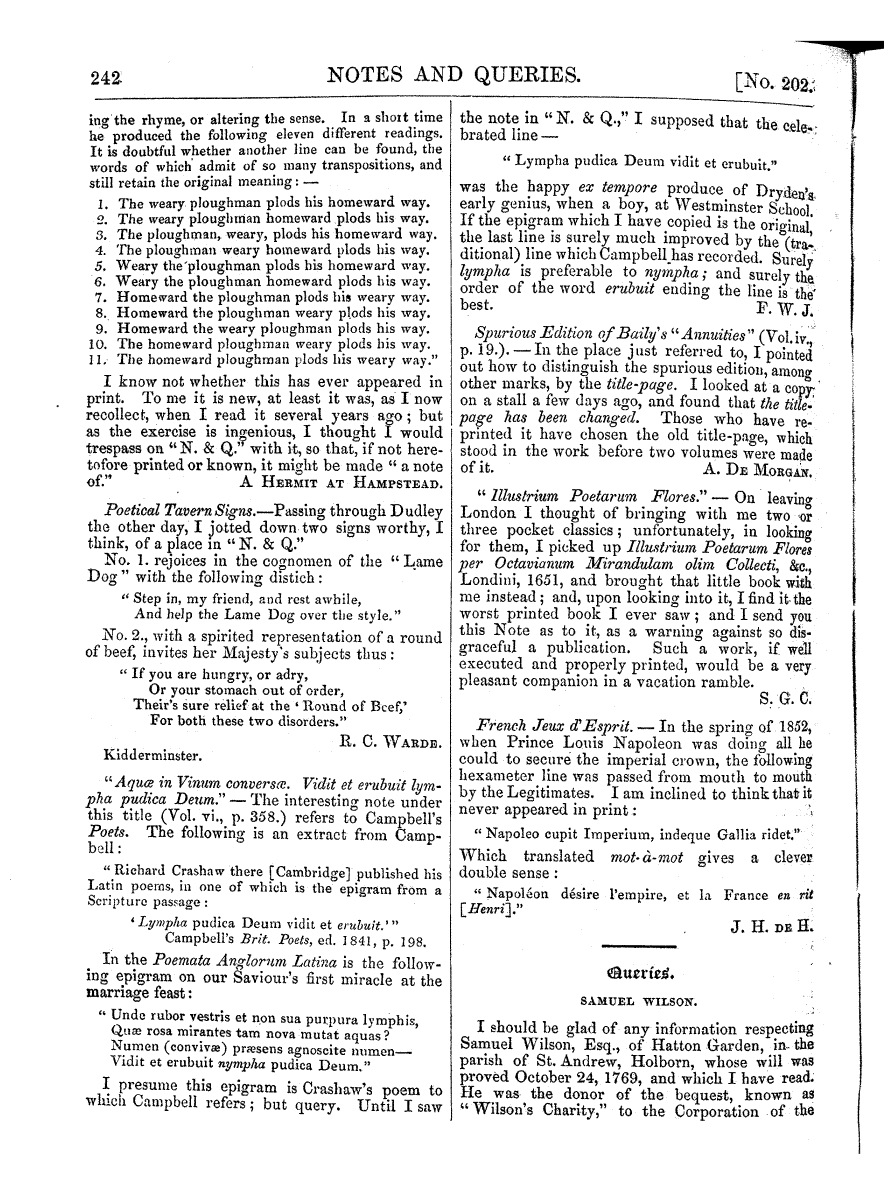 242
NOTES AND QUERIES.
[No. 202.
ing the rhyme, or altering the sense. In a short time
he produced the following eleven different readings.
It is doubtful whether another line can be found, the
words of which admit of so many transpositions, and
still retain the original meaning: —
1. The weary ploughman plods his homeward way.
2. The weary ploughman homeward plods his way.
3. The ploughman, weary, plods his homeward way.
4. The ploughman weary homeward plods his way.
5. Weary the ploughman plods his homeward way.
6. Weary the ploughman homeward plods his way.
7. Homeward the ploughman plods his weary way.
8. Homeward the ploughman weary plods his way.
9. Homeward the weary ploughman plods his way.
10. The homeward ploughman weary plods his way.
11. The homeward ploughman plods his weary way."
I know not whether this has ever appeared in
print. To me it is new, at least it was, as I now
recollect, when I read it several years ago; but
as the exercise is ingenious, I thought I would
trespass on "N. & Q." with it, so that, if not here-
tofore printed or known, it might be made "a note
of." A HERMIT AT HAMPSTEAD.
Poetical Tavern Signs.—Passing through Dudley
the other day, I jotted down two signs worthy, I
think, of a place in "N. & Q."
No. 1. rejoices in the cognomen of the "Lame
Dog" with the following distich:
"Step in, my friend, and rest awhile,
And help the Lame Dog over the style."
No. 2., with a spirited representation of a round
of beef, invites her Majesty's subjects thus:
"If you are hungry, or adry,
Or your stomach out of order,
Their's sure relief at the 'Round of Beef,'
For both these two disorders."
R. C. WARDE.
Kidderminster.
"Aquæ in Vinum conversæ. Vidit et erubuit lym-
pha pudica Deum." — The interesting note under
this title (Vol. vi., p. 358.) refers to Campbell's
Poets. The following is an extract from Camp-
bell:
"Richard Crashaw there [Cambridge] published his
Latin poems, in one of which is the epigram from a
Scripture passage:
'Lympha pudica Deum vidit et erubuit.'"
Campbell's Brit. Poets, ed. 1841, p. 198.
In the Poemata Anglorum Latina is the follow-
ing epigram on our Saviour's first miracle at the
marriage feast:
"Unde rubor vestris et non sua purpura lymphis,
Quæ rosa mirantes tam nova mutat aquas?
Numen (convivæ) præsens agnoscite numen—
Vidit et erubuit nympha pudica Deum."
I presume this epigram is Crashaw's poem to
which Campbell refers; but query. Until I saw
the note in "N. & Q.," I supposed that the cele-
brated line —
"Lympha pudica Deum vidit et erubuit."
was the happy ex tempore produce of Dryden's
early genius, when a boy, at Westminster School.
If the epigram which I have copied is the original,
the last line is surely much improved by the (tra-
ditional) line which Campbell has recorded. Surely
lympha is preferable to nympha; and surely the
order of the word erubuit ending the line is the
best. F. W. J.
Spurious Edition of Baily's "Annuities" (Vol. iv.,
p. 19.). — In the place just referred to, I pointed
out how to distinguish the spurious edition, among
other marks, by the title-page. I looked at a copy
on a stall a few days ago, and found that the title-
page has been changed. Those who have re-
printed it have chosen the old title-page, which
stood in the work before two volumes were made
of it. A. DE MORGAN.
"Illustrium Poetarum Flores." — On leaving
London I thought of bringing with me two or
three pocket classics; unfortunately, in looking
for them, I picked up Illustrium Poetarum Flores
per Octavianum Mirandulam olim Collecti, &c.,
Londini, 1651, and brought that little book with
me instead; and, upon looking into it, I find it the
worst printed book I ever saw; and I send you
this Note as to it, as a warning against so dis-
graceful a publication. Such a work, if well
executed and properly printed, would be a very
pleasant companion in a vacation ramble.
S. G. C.
French Jeux d'Esprit. — In the spring of 1852,
when Prince Louis Napoleon was doing all he
could to secure the imperial crown, the following
hexameter line was passed from mouth to mouth
by the Legitimates. I am inclined to think that it
never appeared in print:
"Napoleo cupit Imperium, indeque Gallia ridet."
Which translated mot-à-mot gives a clever
double sense:
"Napoléon désire l'empire, et la France en rit
[Henri]."
J. H. DE H.
Queries.
SAMUEL WILSON.
I should be glad of any information respecting
Samuel Wilson, Esq., of Hatton Garden, in the
parish of St. Andrew, Holborn, whose will was
proved October 24, 1769, and which I have read.
He was the donor of the bequest, known as
"Wilson's Charity," to the Corporation of the